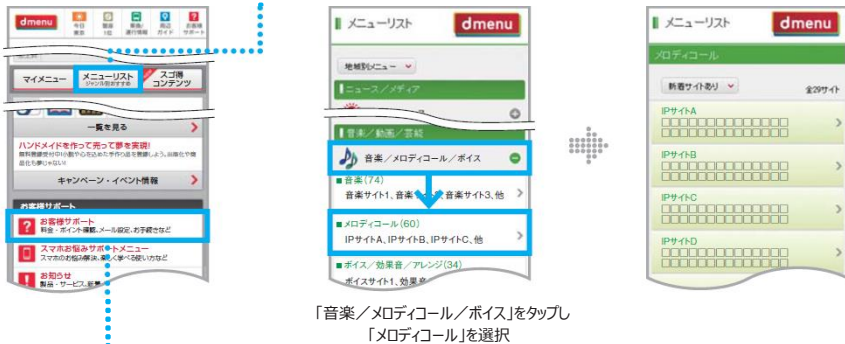 dmenu
お客様
サポート
マイメニュー
メニューリスト
ジャンル別おすすめ
スゴ得
コンテンツ
一覧を見る
ハンドメイドを作って売って夢を実現!
キャンペーン・イベント情報
お客様サポート
お客様サポート
料金・ポイント確認、メール設定、お手続きなど
スマホお悩みサポートメニュー
お知らせ
メニューリスト
dmenu
地域別メニュー
ニュース/メディア
音楽/動画/芸能
音楽/メロディコール/ボイス
■音楽(74)
音楽サイト1、音楽サイト2、音楽サイト3、他
■メロディコール(60)
IPサイトA、IPサイトB、IPサイトC、他
■ボイス/効果音/アレンジ(34)
ボイスサイト1、効果音
「音楽/メロディコール/ボイス」をタップし
「メロディコール」を選択
メニューリスト
dmenu
メロディコール
新着サイトあり
全29サイト
IPサイトA
□□□□□□□□□□□□□
□□□□□□□□□□□□□
IPサイトB
□□□□□□□□□□□□□
□□□□□□□□□□□□□
IPサイトC
□□□□□□□□□□□□□
□□□□□□□□□□□□□
IPサイトD
□□□□□□□□□□□□□
□□□□□□□□□□□□□